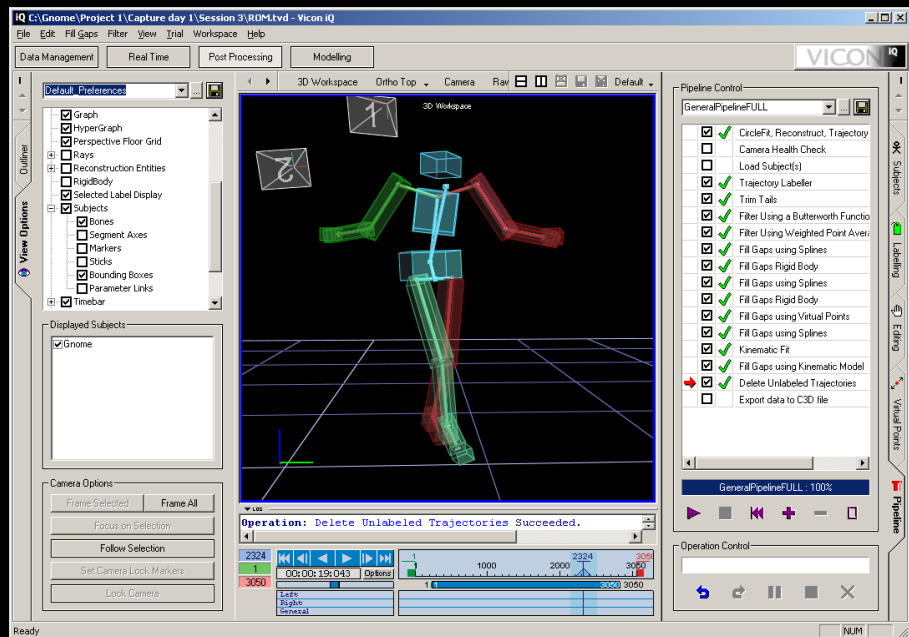 iQ C:\Gnome\Project 1\Capture day 1\Session 3\ROM.tvd - Vicon iQ
File Edit Fill Gaps Filter View Trial Workspace Help
Data Management Real Time Post Processing Modelling
VICON iQ
Outliner
View Options
Default_Preferences
...
Graph
HyperGraph
Perspective Floor Grid
Rays
Reconstruction Entities
RigidBody
Selected Label Display
Subjects
Bones
Segment Axes
Markers
Sticks
Bounding Boxes
Parameter Links
Timebar
Displayed Subjects
Gnome
Camera Options
Frame Selected Frame All
Focus on Selection
Follow Selection
Set Camera Lock Markers
Lock Camera
3D Workspace Ortho Top Camera Raw Default
3D Workspace
1
2
LOG
Operation: Delete Unlabeled Trajectories Succeeded.
2324
1
3050
00:00:19:043 Options
1 2324 3050
1 1000 2000 3050
1 1 3050 3050
Left
Right
General
Pipeline Control
GeneralPipelineFULL
...
CircleFit, Reconstruct, Trajectory
Camera Health Check
Load Subject(s)
Trajectory Labeller
Trim Tails
Filter Using a Butterworth Functio
Filter Using Weighted Point Avera
Fill Gaps using Splines
Fill Gaps Rigid Body
Fill Gaps using Splines
Fill Gaps Rigid Body
Fill Gaps using Virtual Points
Fill Gaps using Splines
Kinematic Fit
Fill Gaps using Kinematic Model
Delete Unlabeled Trajectories
Export data to C3D file
GeneralPipelineFULL : 100%
Operation Control
Subjects
Labelling
Editing
Virtual Points
Pipeline
Ready
NUM